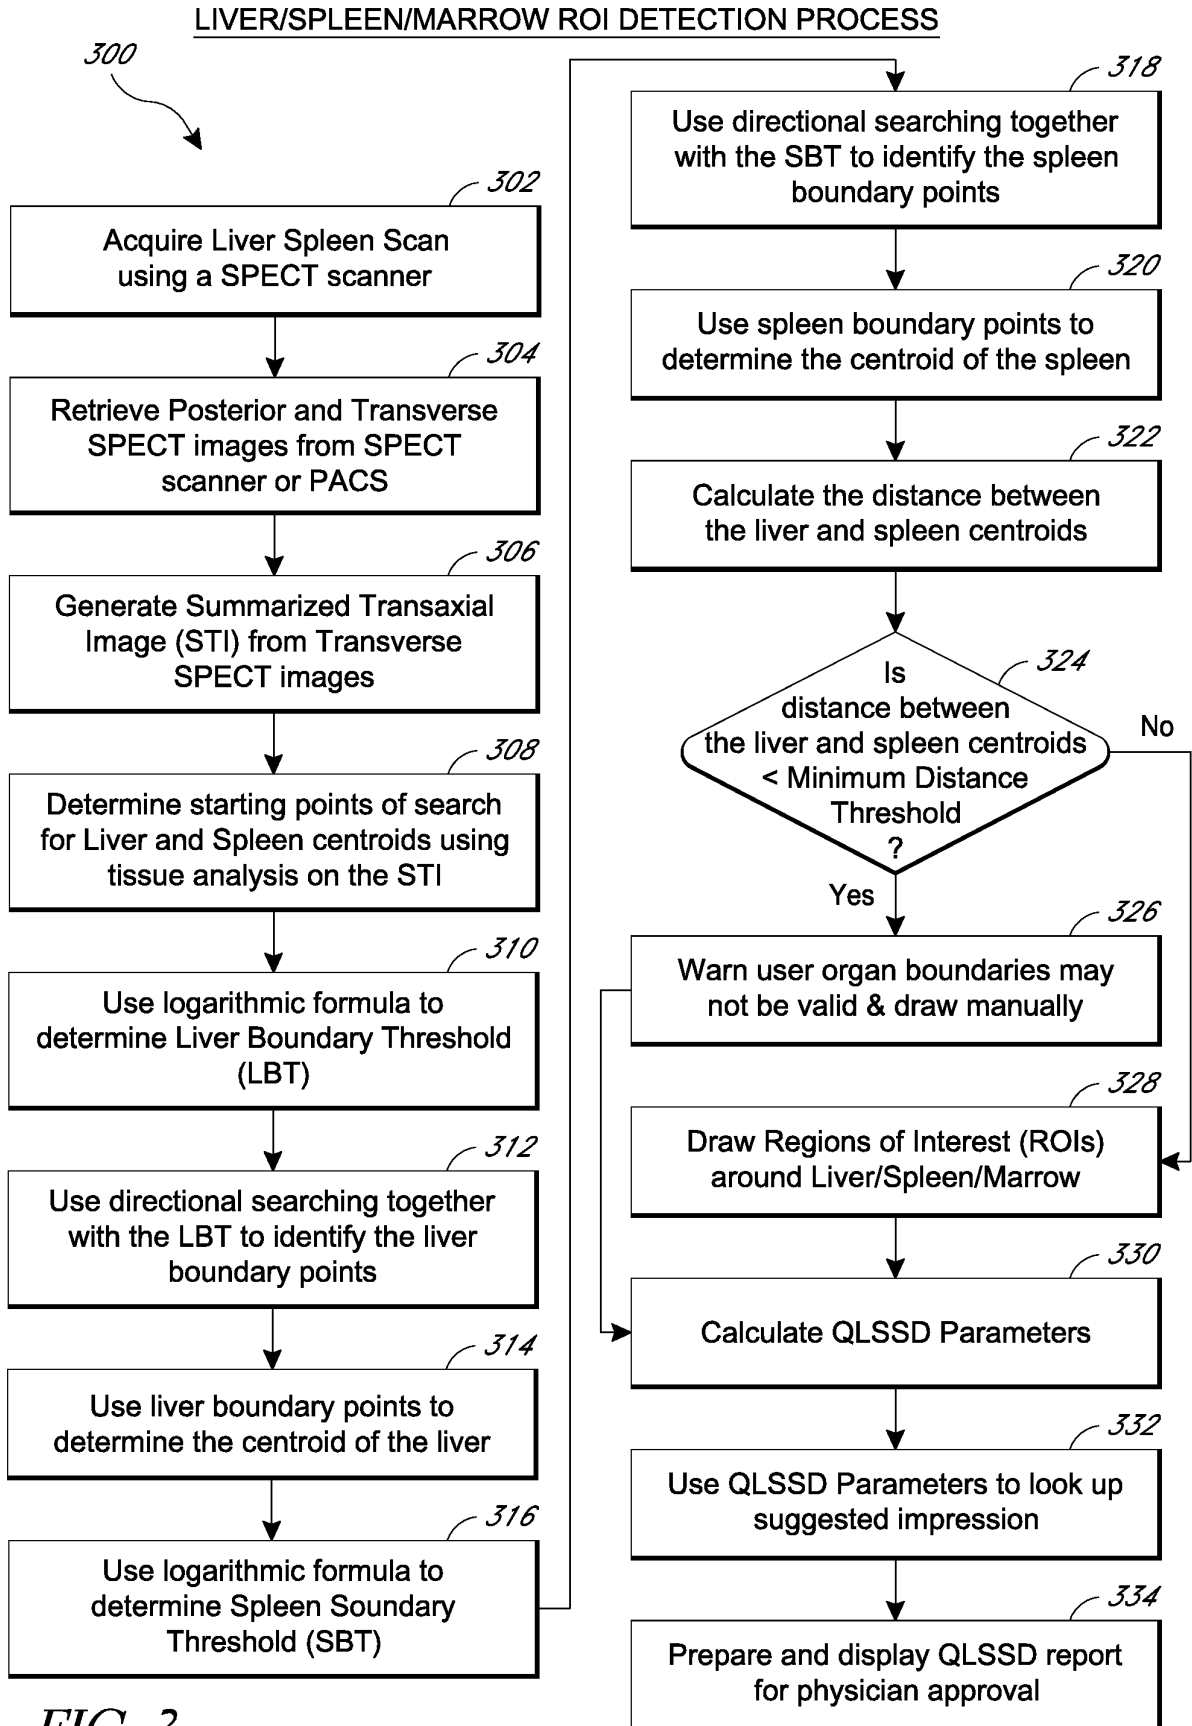 LIVER/SPLEEN/MARROW ROI DETECTION PROCESS
300
302
Acquire Liver Spleen Scan
using a SPECT scanner
304
Retrieve Posterior and Transverse
SPECT images from SPECT
scanner or PACS
306
Generate Summarized Transaxial
Image (STI) from Transverse
SPECT images
308
Determine starting points of search
for Liver and Spleen centroids using
tissue analysis on the STI
310
Use logarithmic formula to
determine Liver Boundary Threshold
(LBT)
312
Use directional searching together
with the LBT to identify the liver
boundary points
314
Use liver boundary points to
determine the centroid of the liver
316
Use logarithmic formula to
determine Spleen Soundary
Threshold (SBT)
318
Use directional searching together
with the SBT to identify the spleen
boundary points
320
Use spleen boundary points to
determine the centroid of the spleen
322
Calculate the distance between
the liver and spleen centroids
324
Is
distance between
the liver and spleen centroids
< Minimum Distance
Threshold
?
No
Yes
326
Warn user organ boundaries may
not be valid & draw manually
328
Draw Regions of Interest (ROIs)
around Liver/Spleen/Marrow
330
Calculate QLSSD Parameters
332
Use QLSSD Parameters to look up
suggested impression
334
Prepare and display QLSSD report
for physician approval
FIG. 2